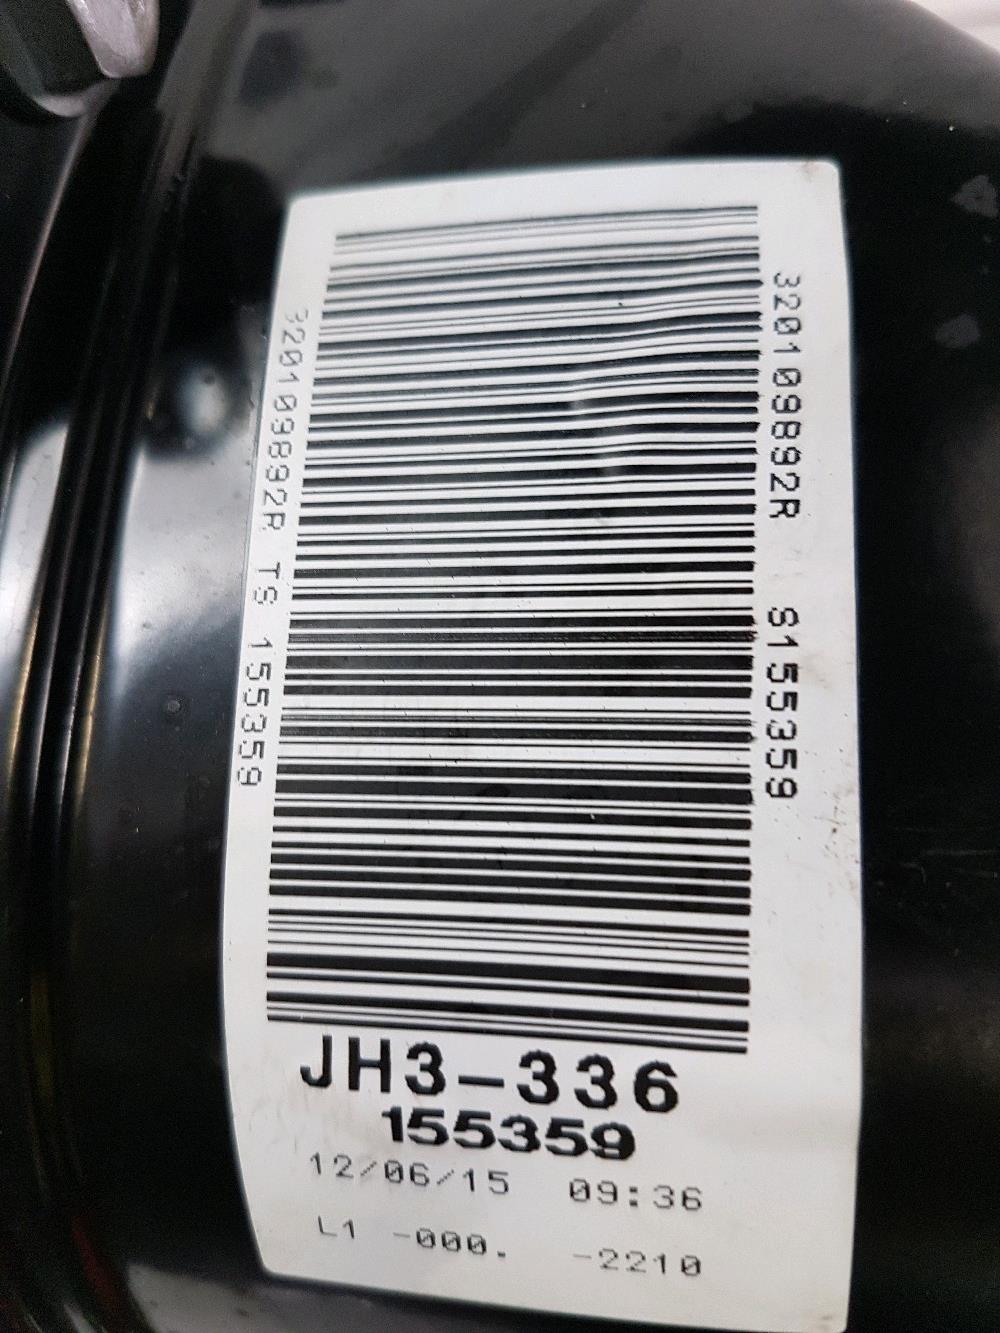 320109892R S155359
320109892R TS 155359
JH3-336
155359
12/06/15 09:36
L1 -000. -2210